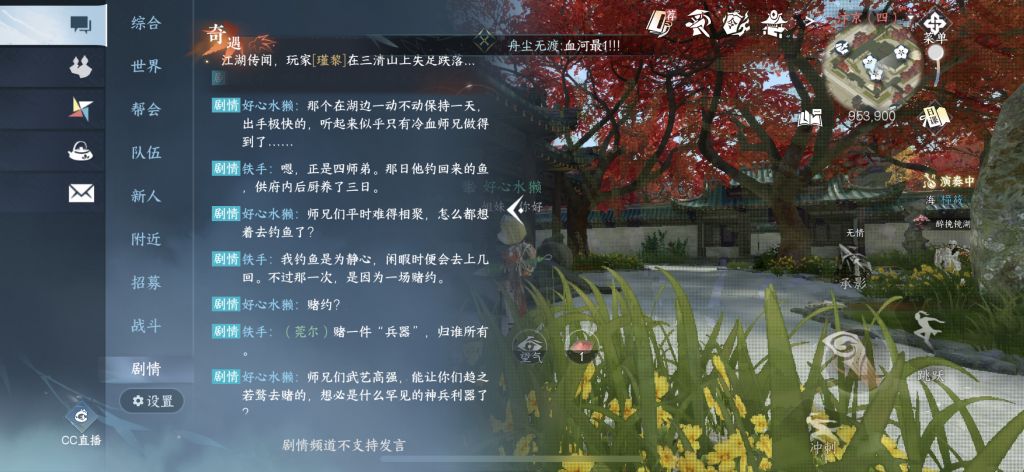 综合
世界
帮会
队伍
新人
附近
招募
战斗
剧情
设置
CC直播
奇遇
江湖传闻，玩家[瑾黎]在三清山上失足跌落...
剧情 好心水獭：那个在湖边一动不动保持一天，
出手极快的，听起来似乎只有冷血师兄做得
到了……
剧情 铁手：嗯，正是四师弟。那日他钓回来的鱼
，供府内后厨养了三日。
剧情 好心水獭：师兄们平时难得相聚，怎么都想
着去钓鱼了？
剧情 铁手：我钓鱼是为静心，闲暇时便会去上几
回。不过那一次，是因为一场赌约。
剧情 好心水獭：赌约？
剧情 铁手：（莞尔）赌一件“兵器”，归谁所有
。
剧情 好心水獭：师兄们武艺高强，能让你们趋之
若鹜去赌的，想必是什么罕见的神兵利器了
？
剧情频道不支持发言
舟尘无渡:血河最1!!!
好心水獭
你好
望气
1
菜单
953,900
演奏中
醉挽镜湖
无情
承影
跳跃
冲刺